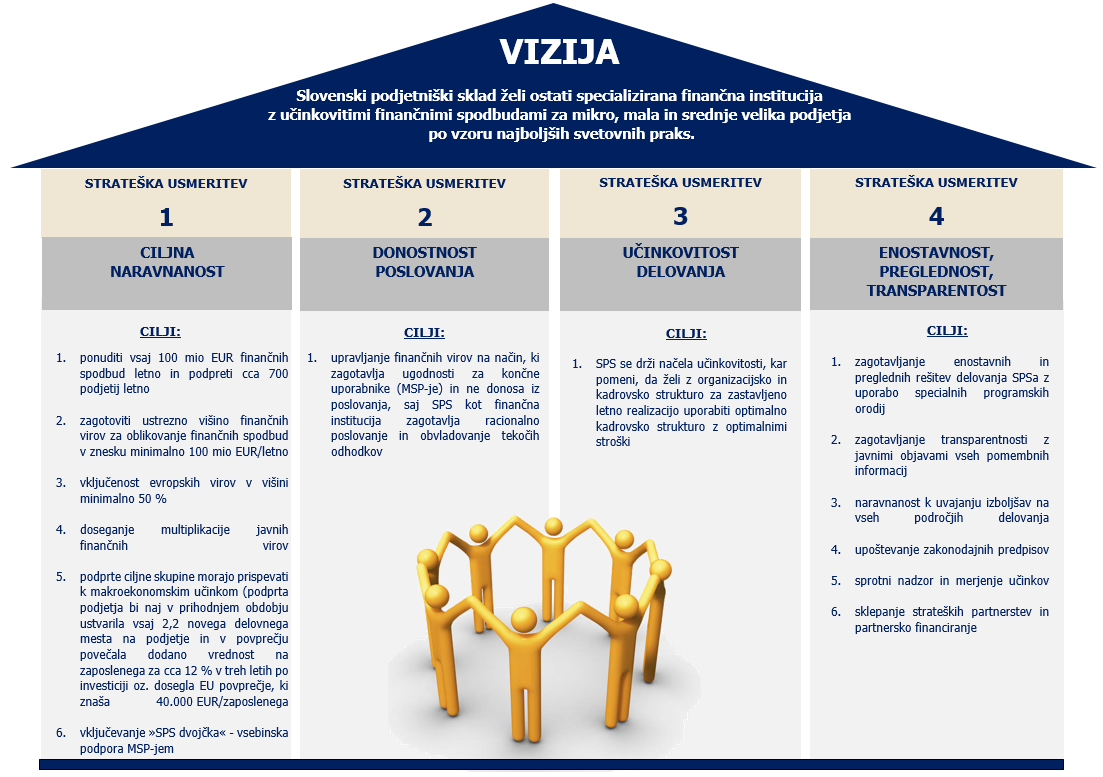 VIZIJA
Slovenski podjetniški sklad želi ostati specializirana finančna institucija
z učinkovitimi finančnimi spodbudami za mikro, mala in srednje velika podjetja
po vzoru najboljših svetovnih praks.
STRATEŠKA USMERITEV
1
CILJNA
NARAVNANOST
CILJI:
1. ponuditi vsaj 100 mio EUR finančnih
spodbud letno in podpreti cca 700
podjetij letno
2. zagotoviti ustrezno višino finančnih
virov za oblikovanje finančnih spodbud
v znesku minimalno 100 mio EUR/letno
3. vključenost evropskih virov v višini
minimalno 50 %
4. doseganje multiplikacije javnih
finančnih virov
5. podprte ciljne skupine morajo prispevati
k makroekonomskim učinkom (podprta
podjetja bi naj v prihodnjem obdobju
ustvarila vsaj 2,2 novega delovnega
mesta na podjetje in v povprečju
povečala dodano vrednost na
zaposlenega za cca 12 % v treh letih po
investiciji oz. dosegla EU povprečje, ki
znaša 40.000 EUR/zaposlenega
6. vključevanje »SPS dvojčka« - vsebinska
podpora MSP-jem
STRATEŠKA USMERITEV
2
DONOSTNOST
POSLOVANJA
CILJI:
1. upravljanje finančnih virov na način, ki
zagotavlja ugodnosti za končne
uporabnike (MSP-je) in ne donosa iz
poslovanja, saj SPS kot finančna
institucija zagotavlja racionalno
poslovanje in obvladovanje tekočih
odhodkov
STRATEŠKA USMERITEV
3
UČINKOVITOST
DELOVANJA
CILJI:
1. SPS se drži načela učinkovitosti, kar
pomeni, da želi z organizacijsko in
kadrovsko strukturo za zastavljeno
letno realizacijo uporabiti optimalno
kadrovsko strukturo z optimalnimi
stroški
STRATEŠKA USMERITEV
4
ENOSTAVNOST,
PREGLEDNOST,
TRANSPARENTOST
CILJI:
1. zagotavljanje enostavnih in
preglednih rešitev delovanja SPSa z
uporabo specialnih programskih
orodij
2. zagotavljanje transparentnosti z
javnimi objavami vseh pomembnih
informacij
3. naravnanost k uvajanju izboljšav na
vseh področjih delovanja
4. upoštevanje zakonodajnih predpisov
5. sprotni nadzor in merjenje učinkov
6. sklepanje strateških partnerstev in
partnersko financiranje